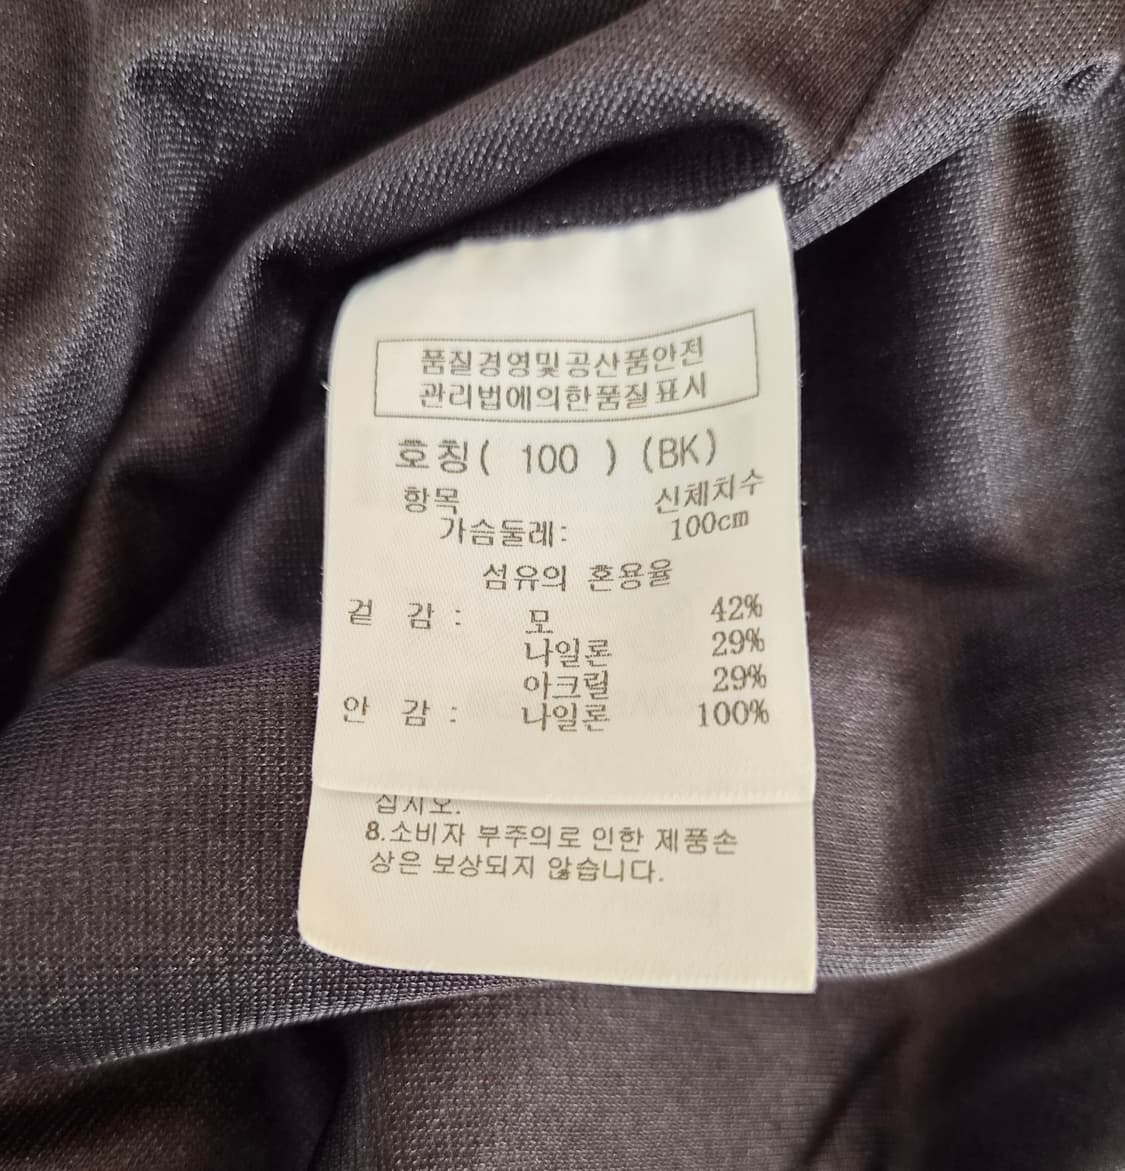 품질경영및공산품안전
관리법에의한품질표시
호칭( 100 ) (BK)
항목 신체치수
가슴둘레: 100cm
섬유의 혼용율
겉 감 : 모 42%
나일론 29%
아크릴 29%
안 감 : 나일론 100%
십시오.
8.소비자 부주의로 인한 제품손
상은 보상되지 않습니다.